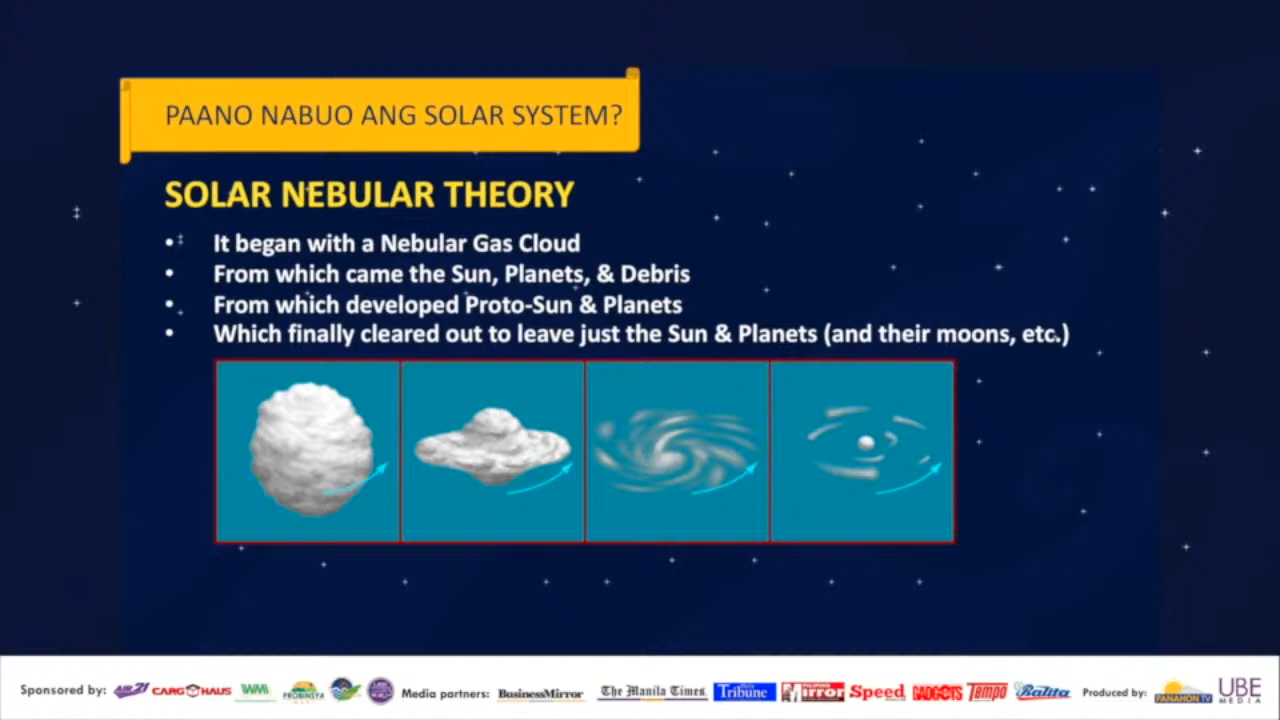 PAANO NABUO ANG SOLAR SYSTEM?
SOLAR NEBULAR THEORY
• It began with a Nebular Gas Cloud
• From which came the Sun, Planets, & Debris
• From which developed Proto-Sun & Planets
• Which finally cleared out to leave just the Sun & Planets (and their moons, etc.)
Sponsored by: AIR21 CARGOHAUS WMI PROBINSYA Media partners: BusinessMirror The Manila Times Tribune Mirror Speed GADGETS Tempo Balita Produced by: PANAHON TV UBE MEDIA